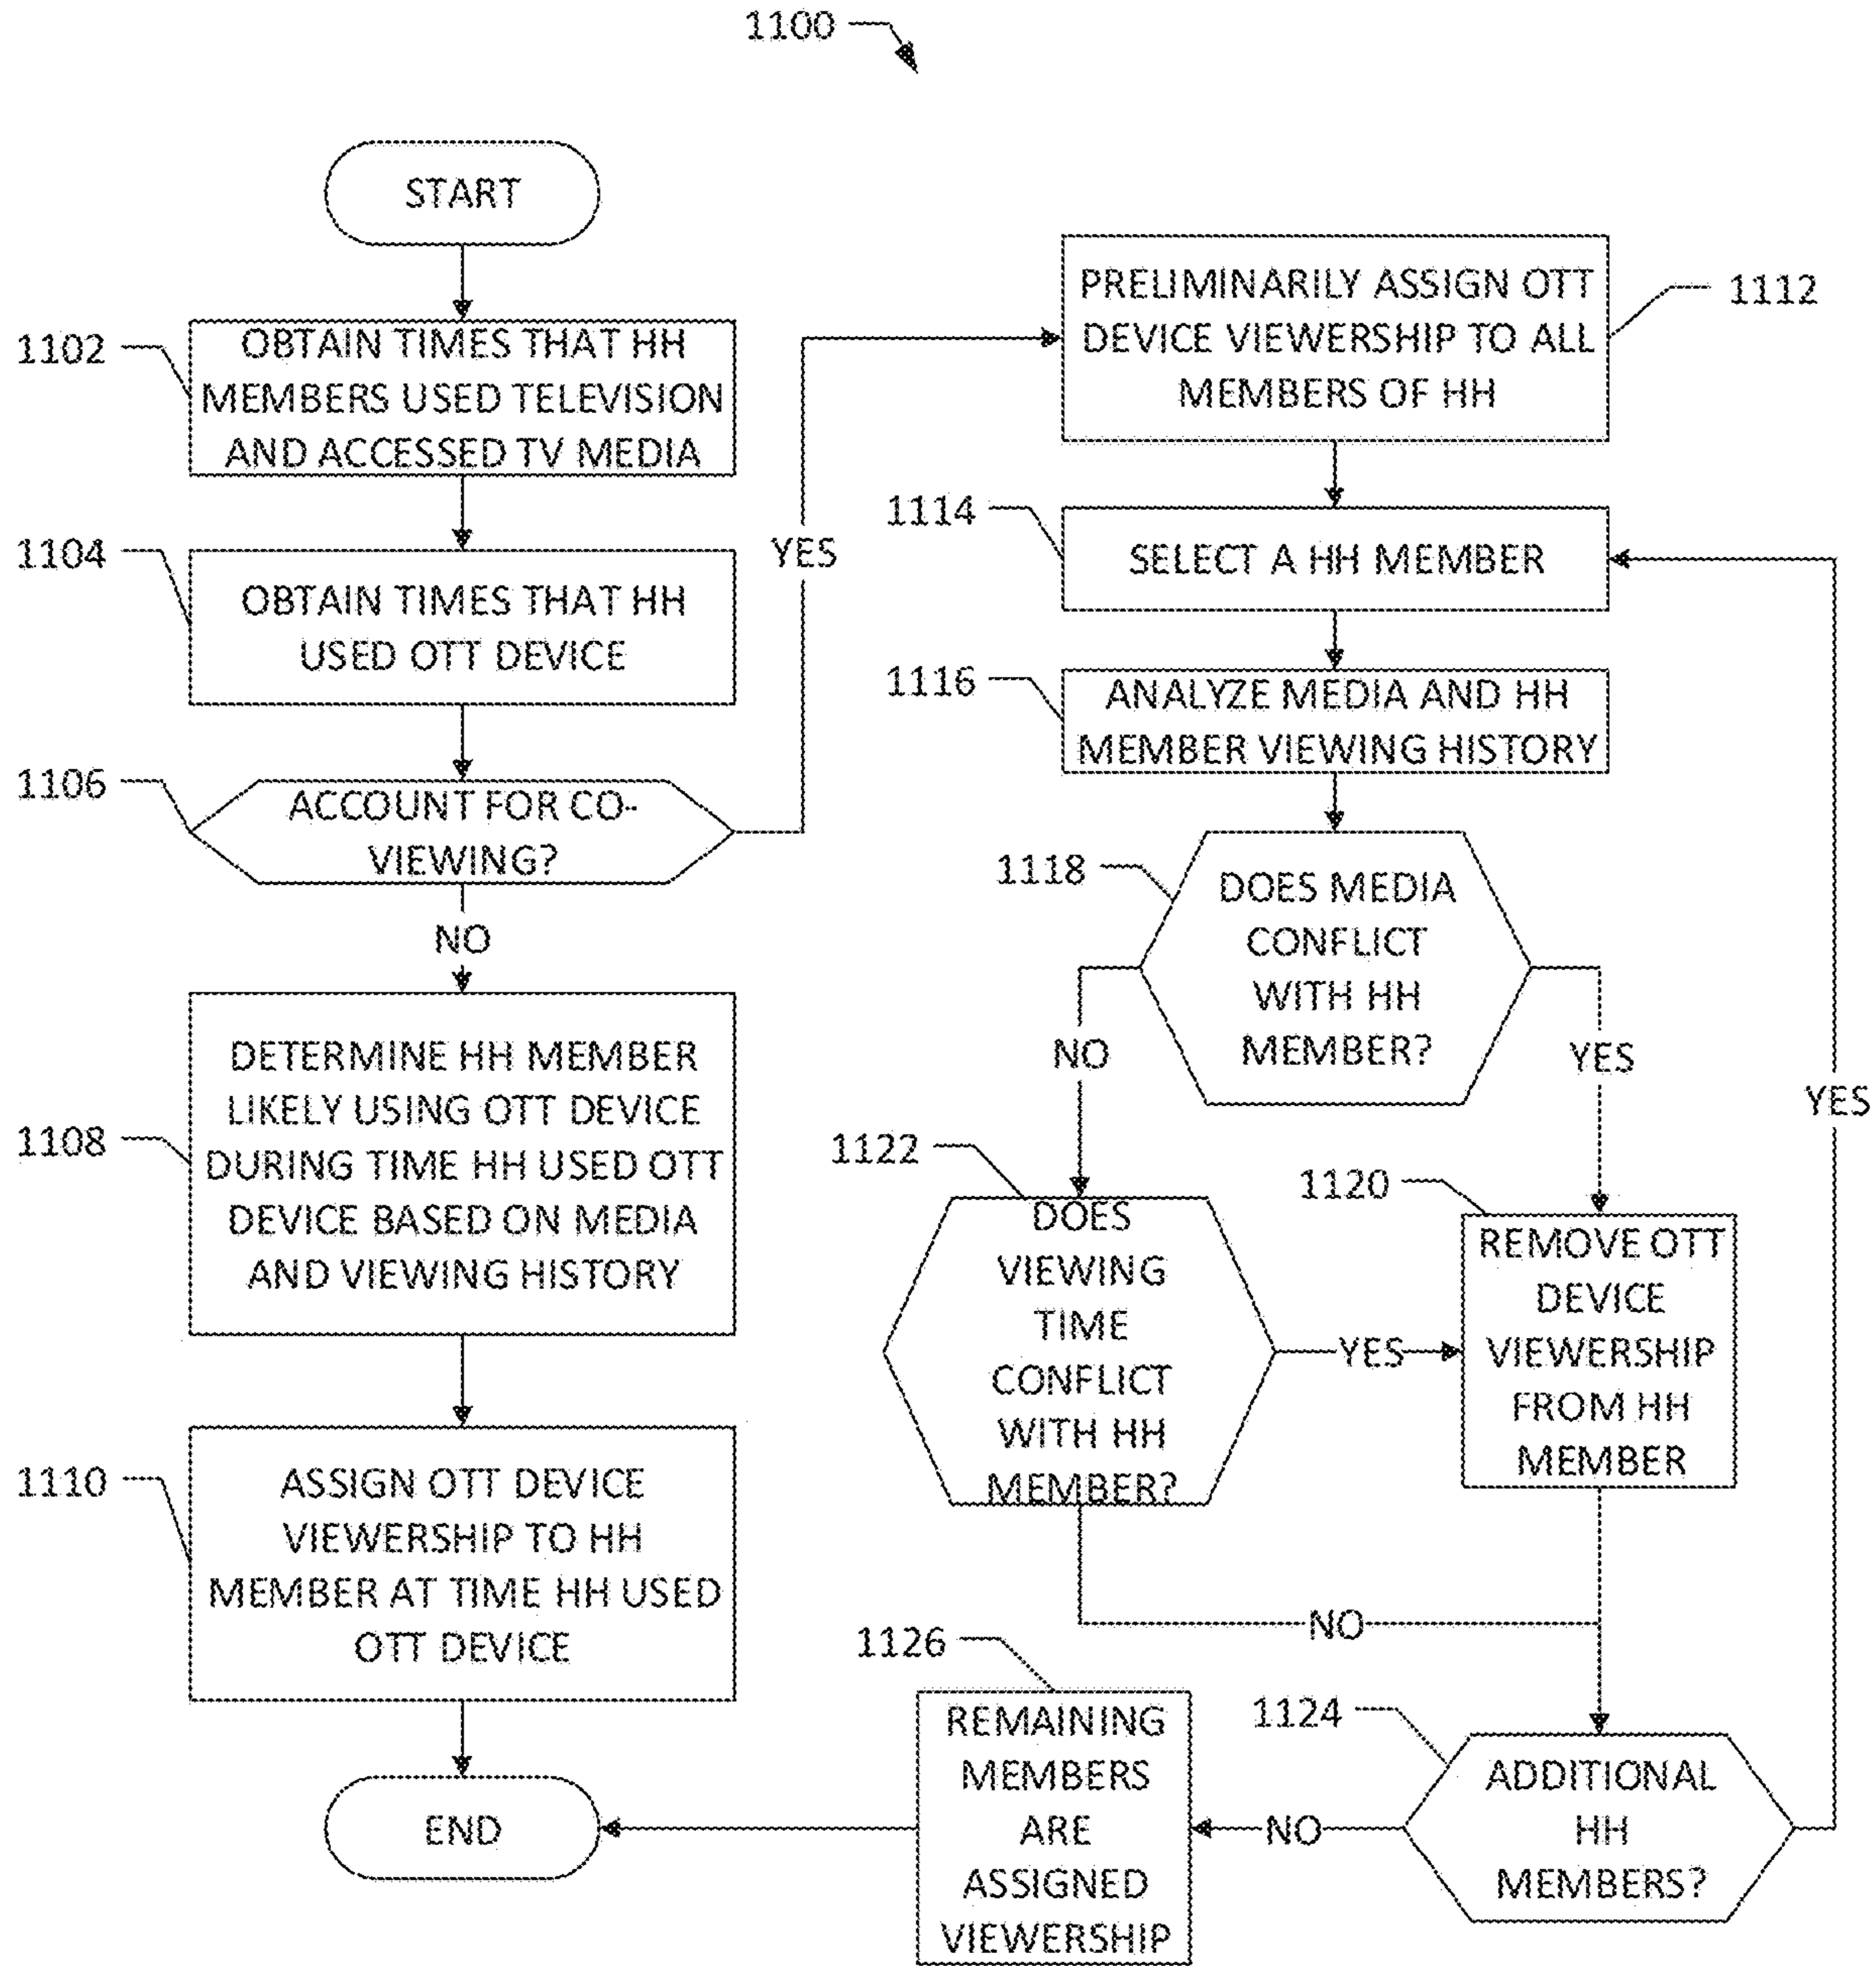 1100
START
1102
OBTAIN TIMES THAT HH
MEMBERS USED TELEVISION
AND ACCESSED TV MEDIA
1104
OBTAIN TIMES THAT HH
USED OTT DEVICE
1106
ACCOUNT FOR CO-
VIEWING?
YES
NO
1108
DETERMINE HH MEMBER
LIKELY USING OTT DEVICE
DURING TIME HH USED OTT
DEVICE BASED ON MEDIA
AND VIEWING HISTORY
1110
ASSIGN OTT DEVICE
VIEWERSHIP TO HH
MEMBER AT TIME HH USED
OTT DEVICE
END
PRELIMINARILY ASSIGN OTT
DEVICE VIEWERSHIP TO ALL
MEMBERS OF HH
1112
1114
SELECT A HH MEMBER
1116
ANALYZE MEDIA AND HH
MEMBER VIEWING HISTORY
1118
DOES MEDIA
CONFLICT
WITH HH
MEMBER?
NO
YES
1122
DOES
VIEWING
TIME
CONFLICT
WITH HH
MEMBER?
YES
1120
REMOVE OTT
DEVICE
VIEWERSHIP
FROM HH
MEMBER
NO
1124
ADDITIONAL
HH
MEMBERS?
YES
NO
1126
REMAINING
MEMBERS
ARE
ASSIGNED
VIEWERSHIP